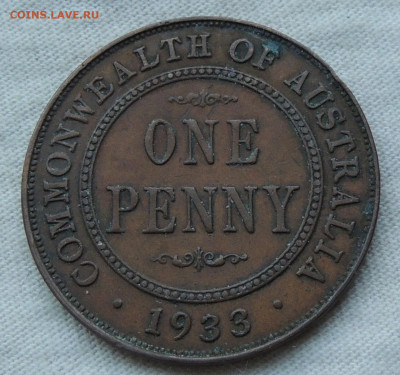 COINS.LAVE.RU
COMMONWEALTH OF AUSTRALIA
ONE
PENNY
· 1933 ·